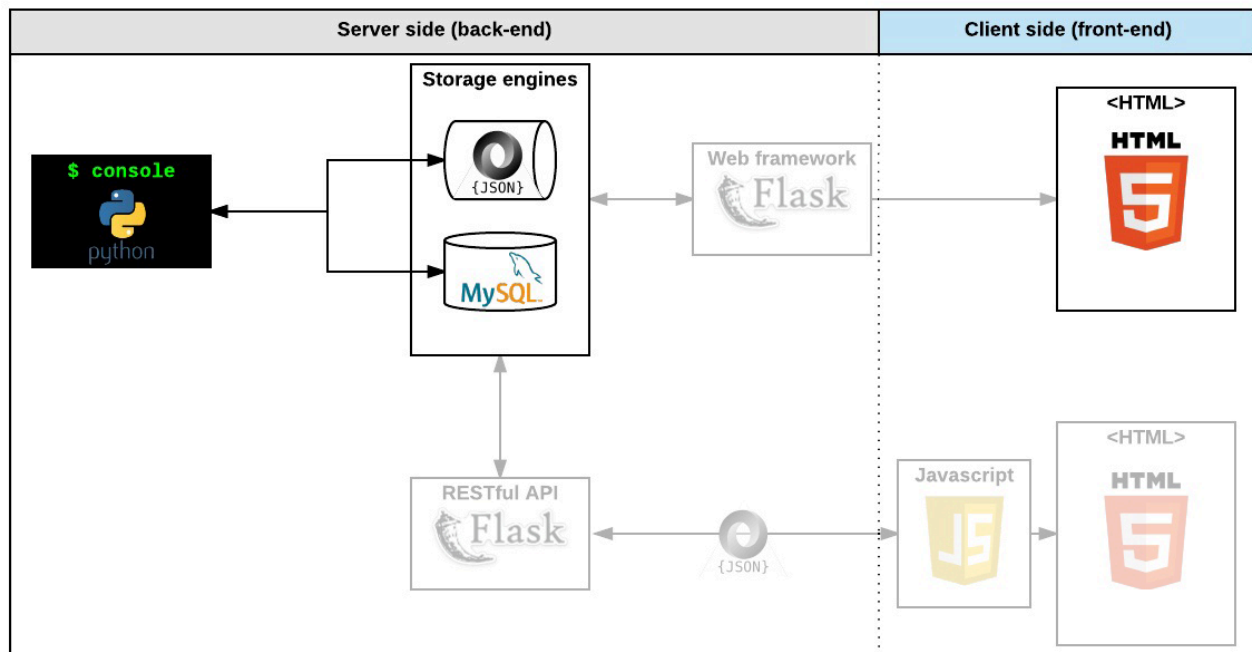 Server side (back-end)
Client side (front-end)
Storage engines
{JSON}
MySQL
$ console
python
Web framework
Flask
<HTML>
HTML
5
RESTful API
Flask
{JSON}
Javascript
JS
<HTML>
HTML
5